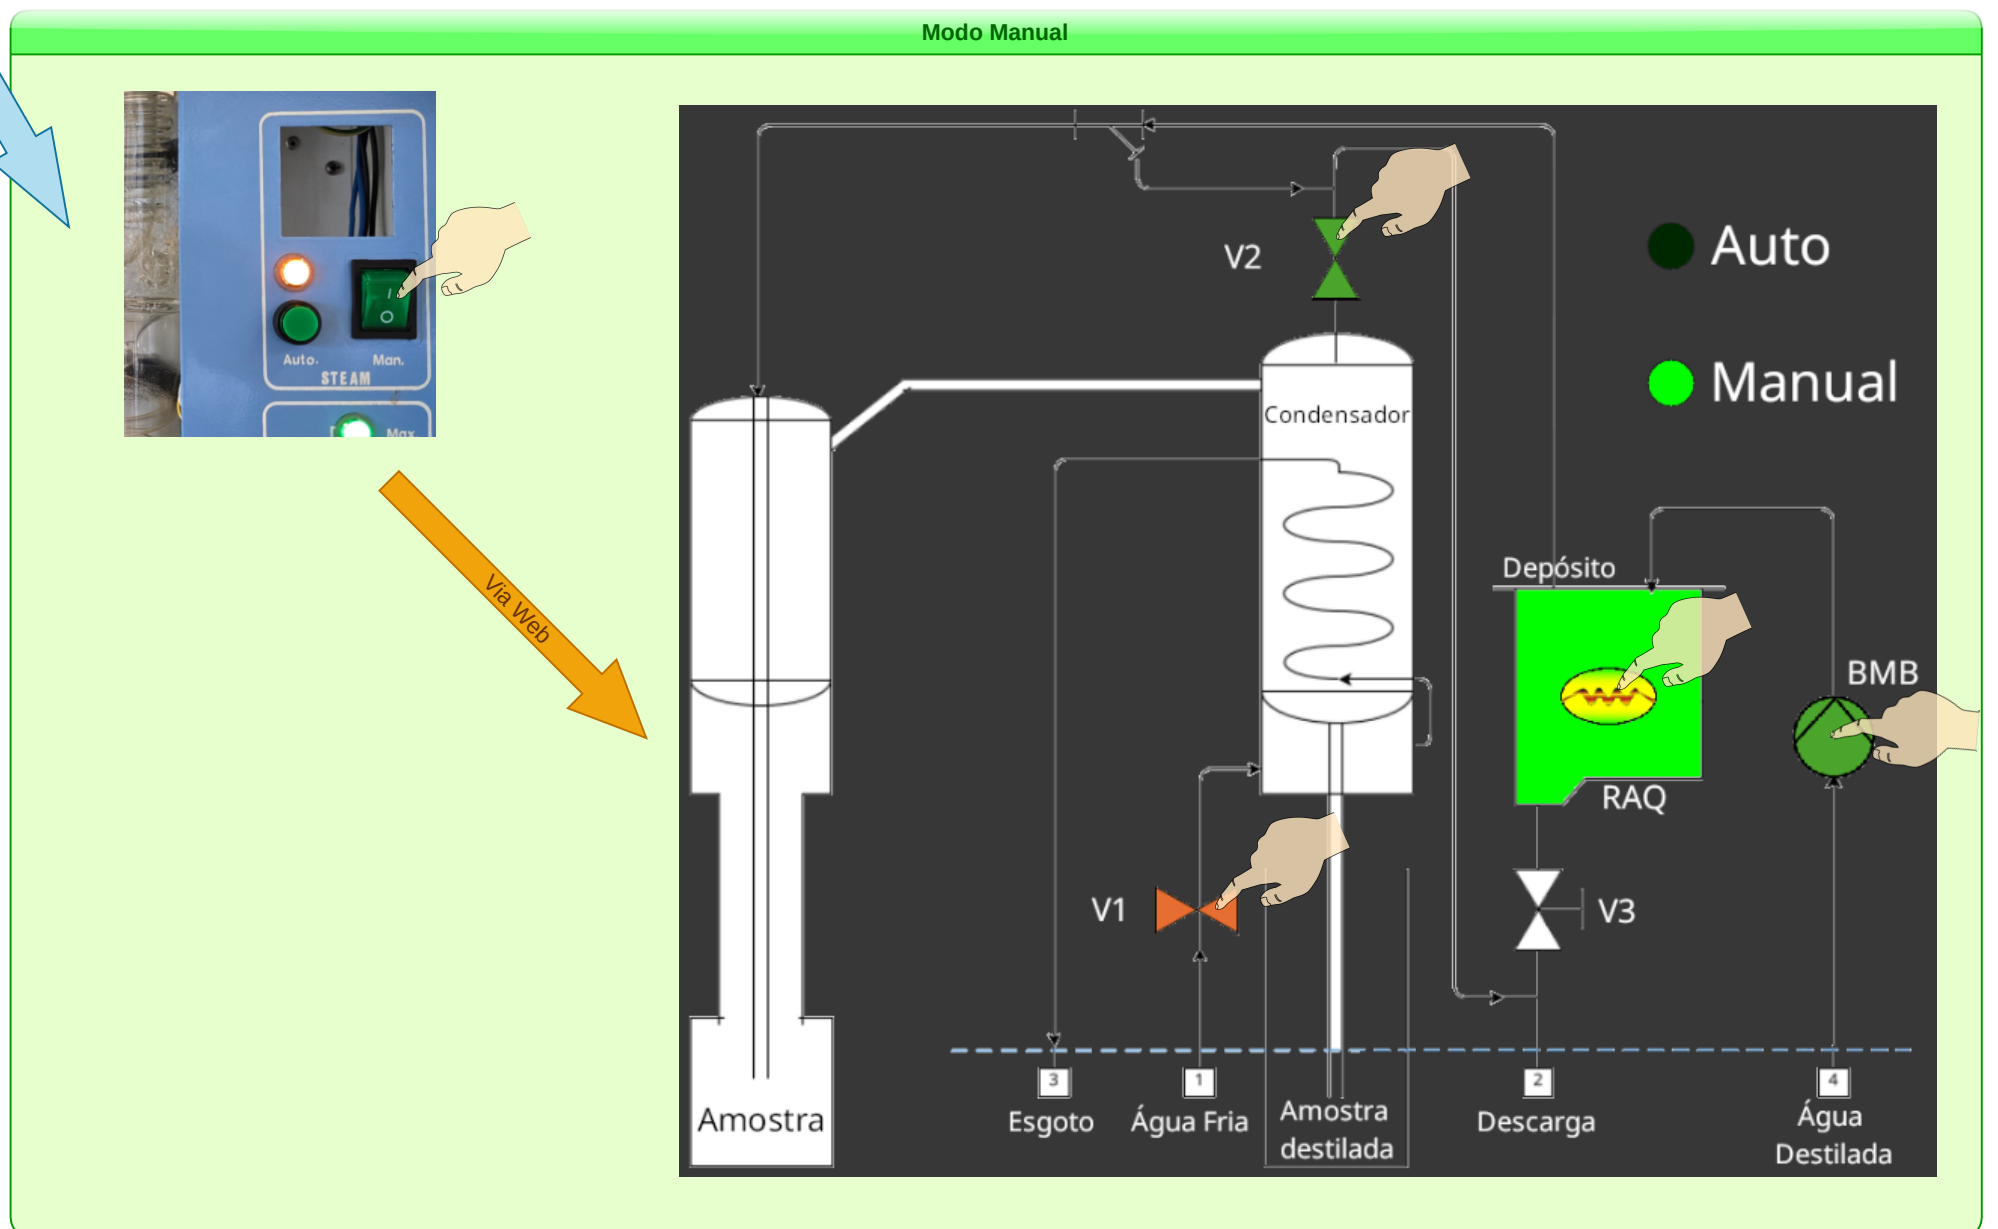 Modo Manual
I
O
Auto.
Man.
STEAM
Max
Via Web
V2
Auto
Manual
Condensador
Depósito
BMB
RAQ
V1
V3
3
1
2
4
Esgoto
Água Fria
Amostra
destilada
Descarga
Água
Destilada
Amostra